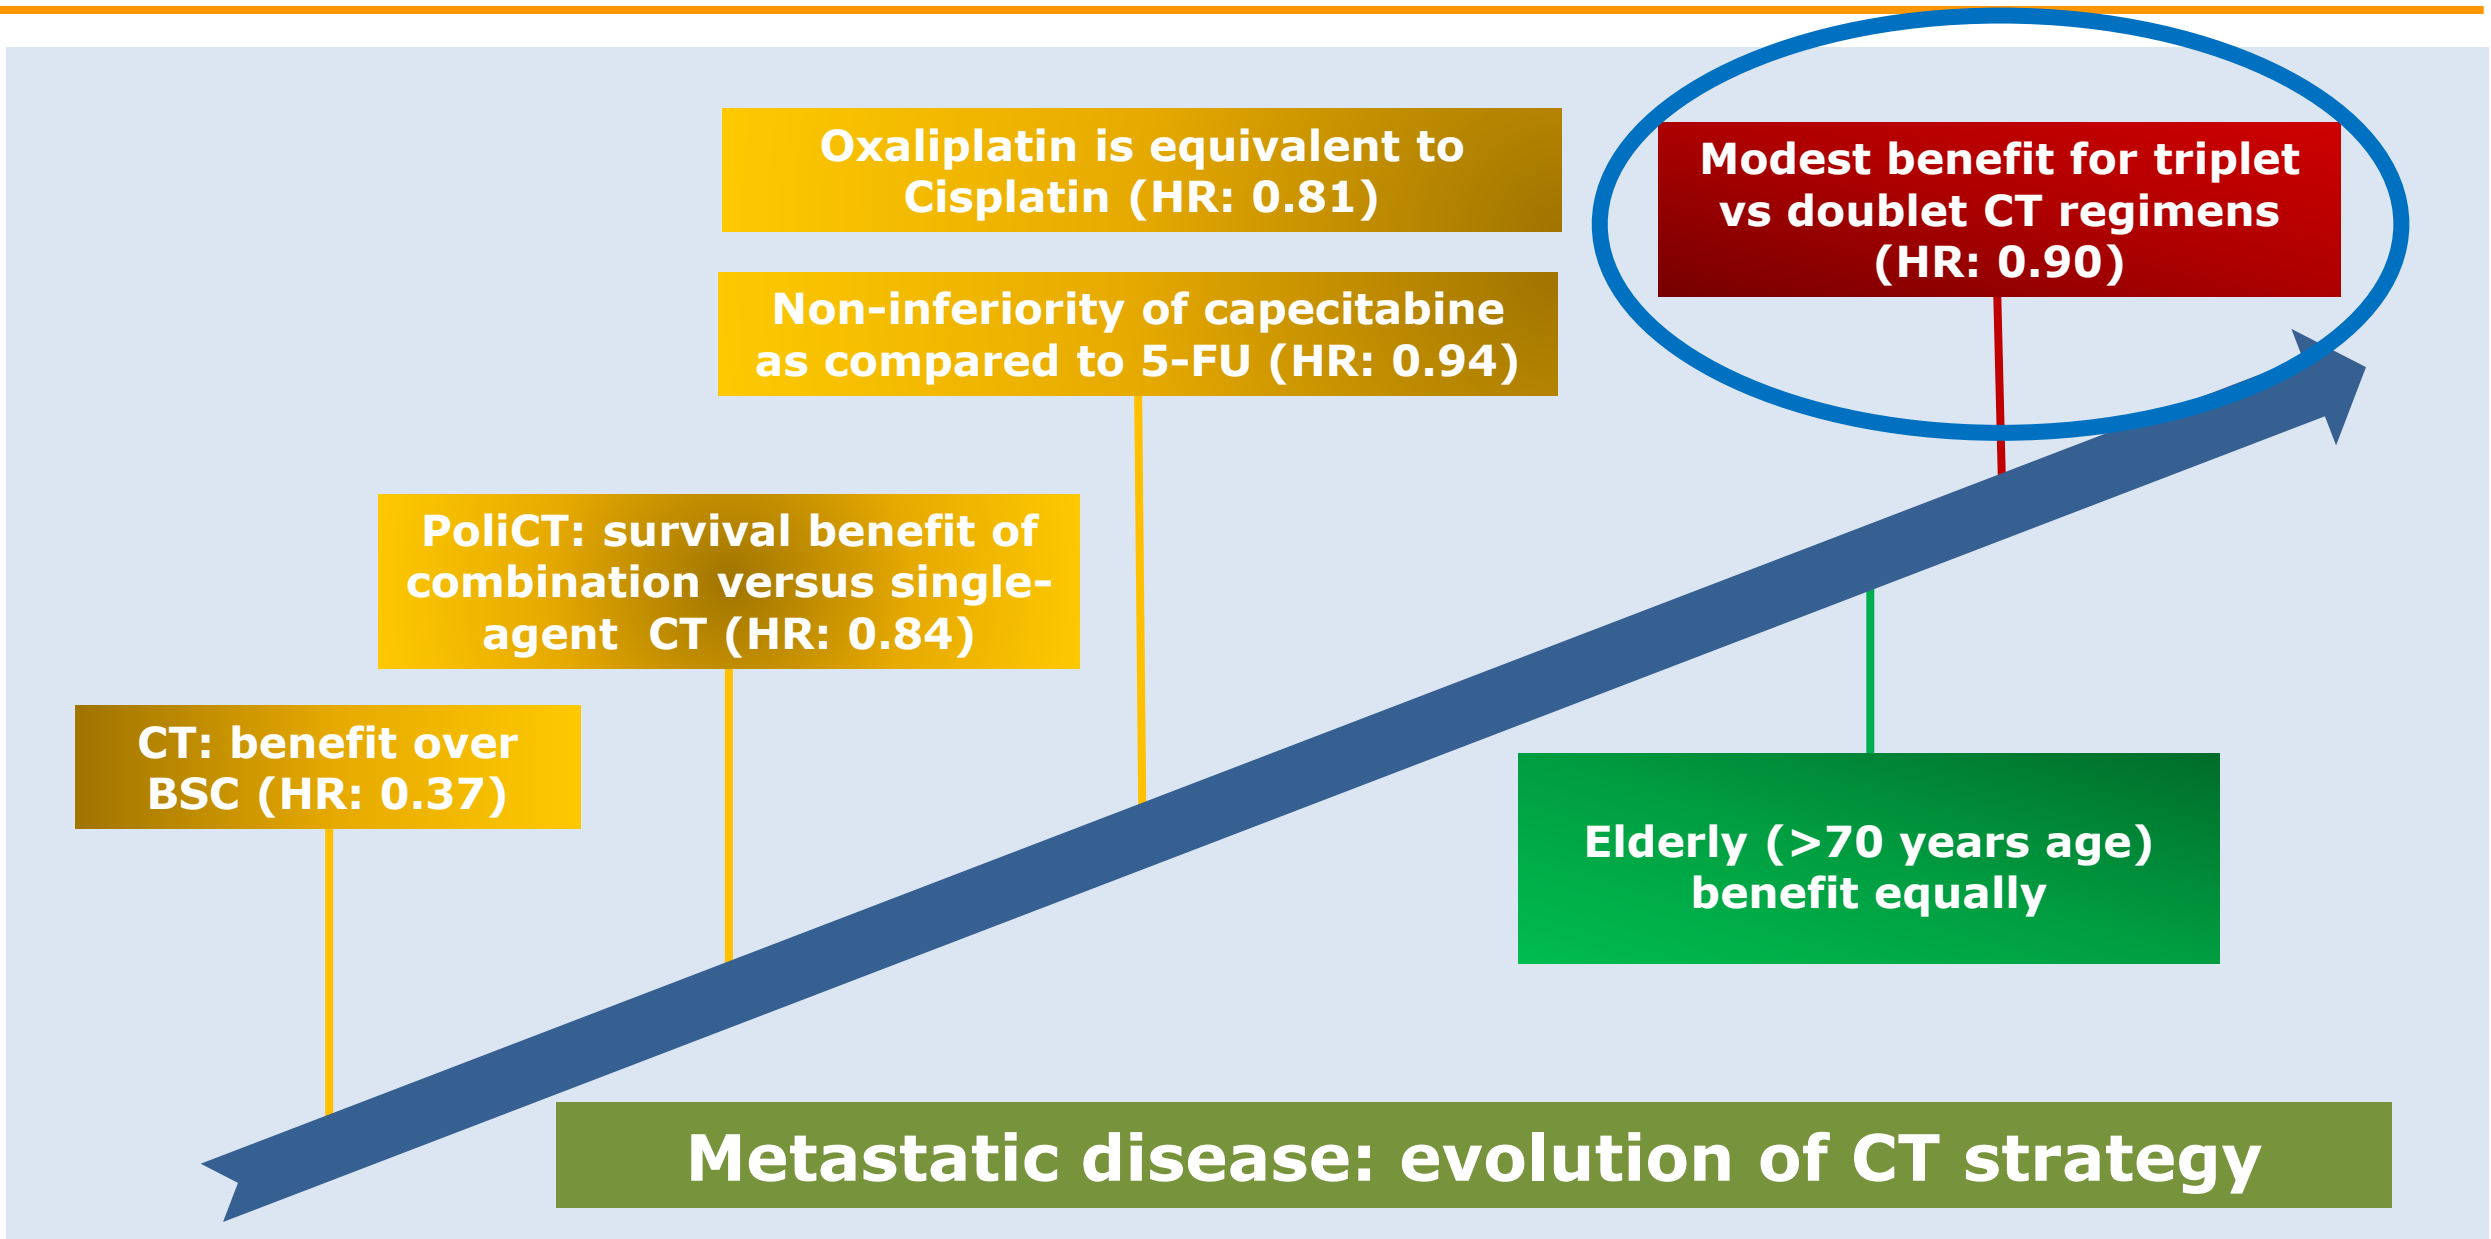 Oxaliplatin is equivalent to
Cisplatin (HR: 0.81)
Modest benefit for triplet
vs doublet CT regimens
(HR: 0.90)
Non-inferiority of capecitabine
as compared to 5-FU (HR: 0.94)
PoliCT: survival benefit of
combination versus single-
agent  CT (HR: 0.84)
CT: benefit over
BSC (HR: 0.37)
Elderly (>70 years age)
benefit equally
Metastatic disease: evolution of CT strategy